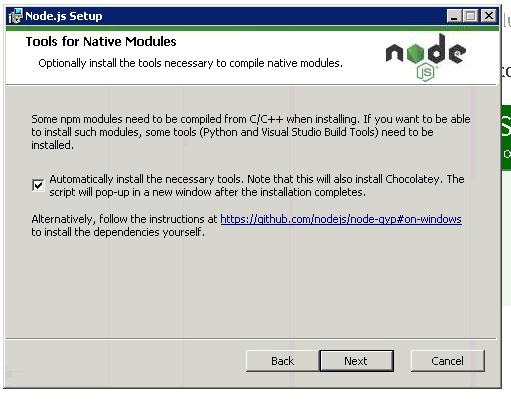 Node.js Setup
Tools for Native Modules
Optionally install the tools necessary to compile native modules.
node
JS
Some npm modules need to be compiled from C/C++ when installing. If you want to be able
to install such modules, some tools (Python and Visual Studio Build Tools) need to be
installed.
Automatically install the necessary tools. Note that this will also install Chocolatey. The
script will pop-up in a new window after the installation completes.
Alternatively, follow the instructions at https://github.com/nodejs/node-gyp#on-windows
to install the dependencies yourself.
Back
Next
Cancel